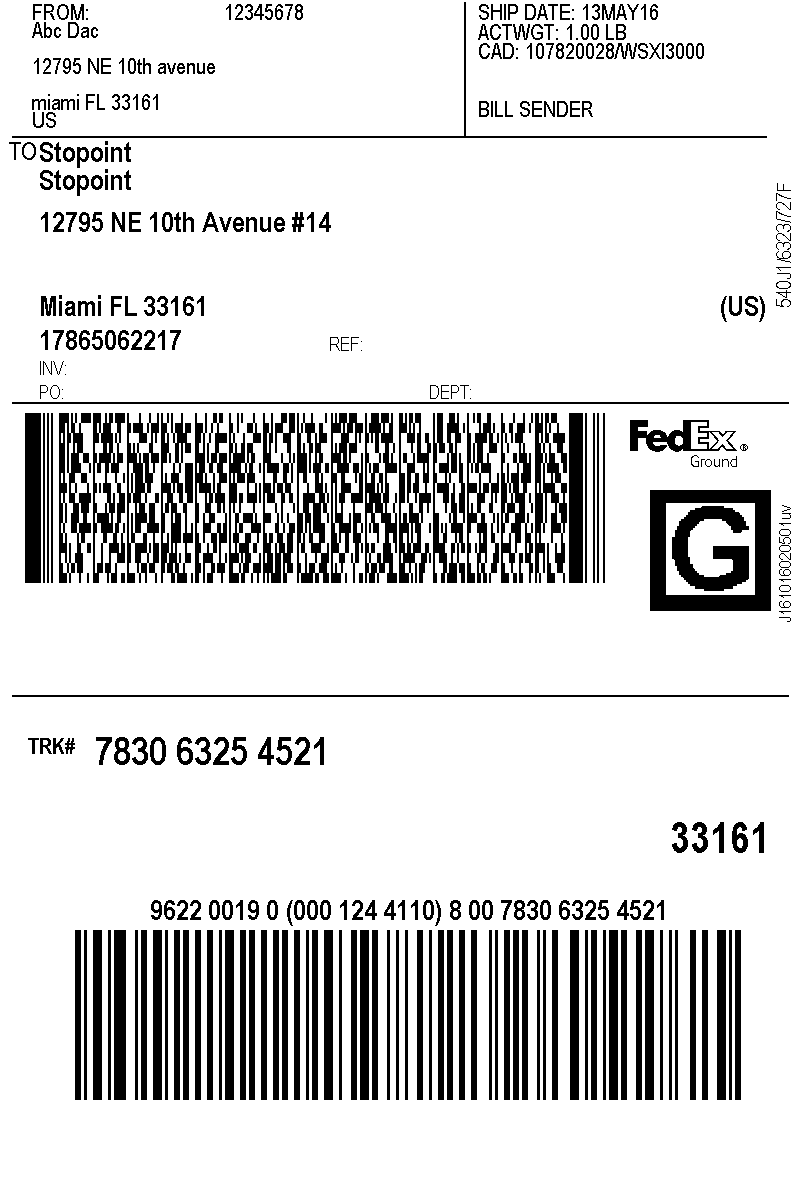 FROM: 12345678
Abc Dac
12795 NE 10th avenue
miami FL 33161
US
SHIP DATE: 13MAY16
ACTWGT: 1.00 LB
CAD: 107820028/WSXI3000
BILL SENDER
TO Stopoint
Stopoint
12795 NE 10th Avenue #14
Miami FL 33161 (US)
17865062217 REF:
INV:
PO: DEPT:
540J1/6323/727F
FedEx®
Ground
G
J161016020501uv
TRK# 7830 6325 4521
33161
9622 0019 0 (000 124 4110) 8 00 7830 6325 4521